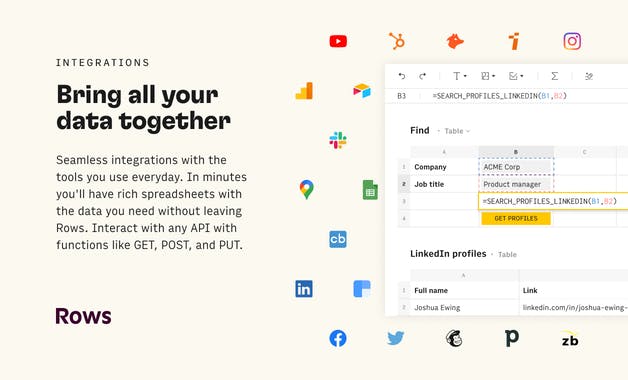 INTEGRATIONS
Bring all your
data together
Seamless integrations with the
tools you use everyday. In minutes
you'll have rich spreadsheets with
the data you need without leaving
Rows. Interact with any API with
functions like GET, POST, and PUT.
Rows
cb
in
zb
T
B3 =SEARCH_PROFILES_LINKEDIN(B1,B2)
Find · Table
A B C
1 Company ACME Corp
2 Job title Product manager
3 =SEARCH_PROFILES_LINKEDIN(B1,B2)
4 GET PROFILES
LinkedIn profiles · Table
A
1 Full name Link
2 Joshua Ewing linkedin.com/in/joshua-ewing-